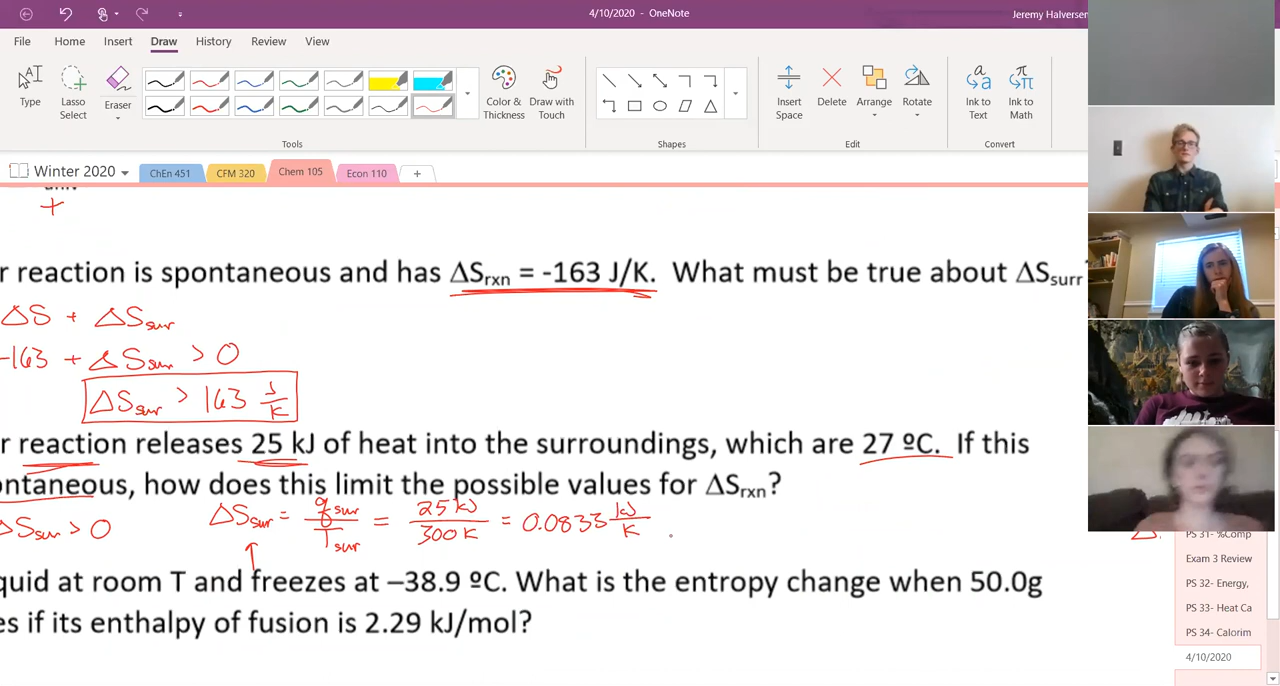 4/10/2020 - OneNote
Jeremy Halversen
File Home Insert Draw History Review View
Type
Lasso Select
Eraser
Color & Thickness
Draw with Touch
Insert Space
Delete
Arrange
Rotate
Ink to Text
Ink to Math
Tools
Shapes
Edit
Convert
Winter 2020
ChEn 451
CFM 320
Chem 105
Econ 110
+
+
r reaction is spontaneous and has ΔSrxn = -163 J/K. What must be true about ΔSsurr
ΔS + ΔSsur
-163 + ΔSsur > 0
ΔSsur > 163 J/K
r reaction releases 25 kJ of heat into the surroundings, which are 27 ºC. If this
ontaneous, how does this limit the possible values for ΔSrxn?
ΔSsur > 0
ΔSsur = qsur/Tsur = 25 kJ/300 K = 0.0833 kJ/K
quid at room T and freezes at –38.9 ºC. What is the entropy change when 50.0g
es if its enthalpy of fusion is 2.29 kJ/mol?
PS 31- %Comp
Exam 3 Review
PS 32- Energy,
PS 33- Heat Ca
PS 34- Calorim
4/10/2020